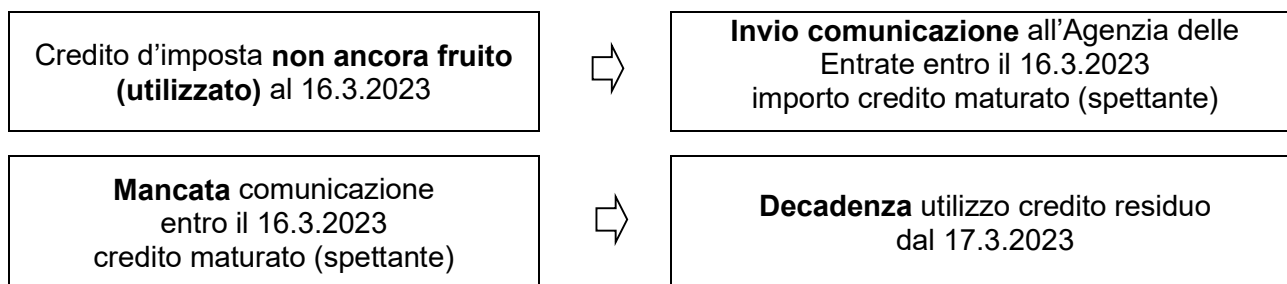 Credito d'imposta non ancora fruito
(utilizzato) al 16.3.2023
Invio comunicazione all'Agenzia delle
Entrate entro il 16.3.2023
importo credito maturato (spettante)
Mancata comunicazione
entro il 16.3.2023
credito maturato (spettante)
Decadenza utilizzo credito residuo
dal 17.3.2023